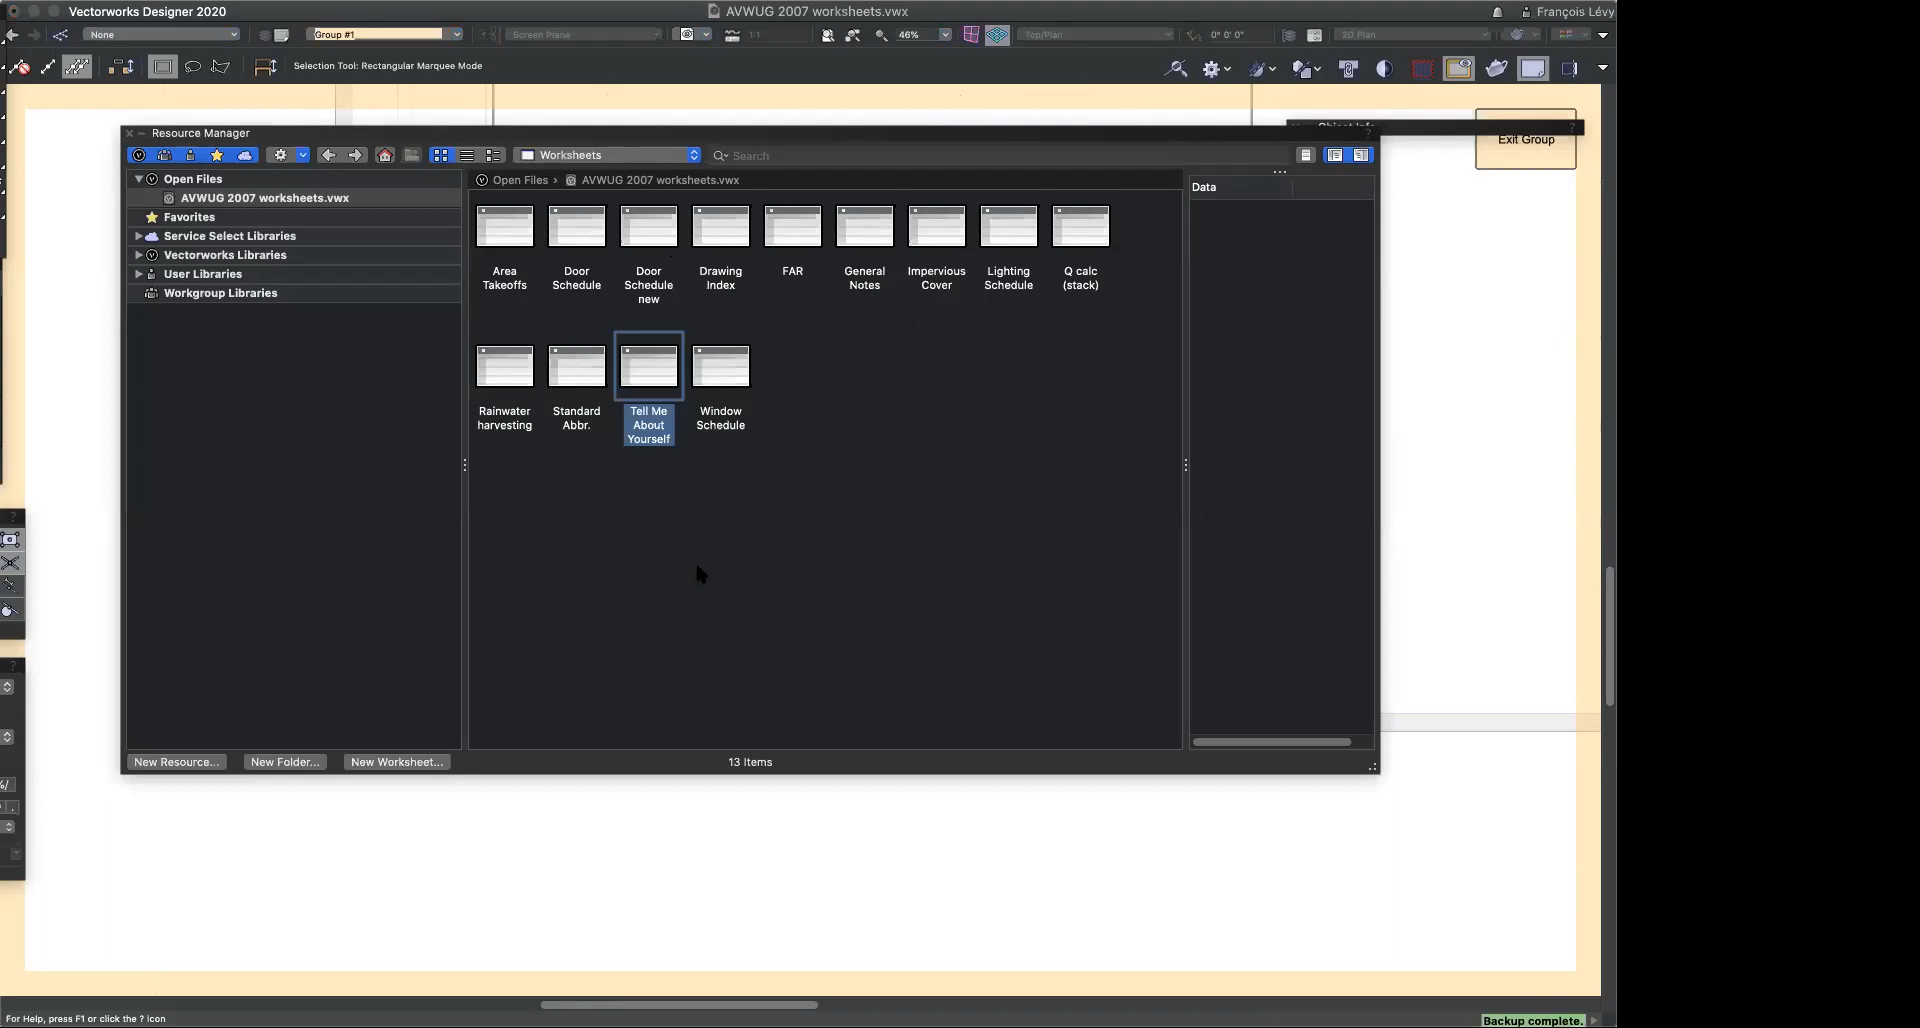 Vectorworks Designer 2020
AVWUG 2007 worksheets.vwx
François Lévy
None
Group #1
Screen Plane
1:1
46%
Top/Plan
0° 0' 0"
2D Plan
Selection Tool: Rectangular Marquee Mode
Exit Group
Resource Manager
Worksheets
Search
Open Files
AVWUG 2007 worksheets.vwx
Favorites
Service Select Libraries
Vectorworks Libraries
User Libraries
Workgroup Libraries
Open Files › AVWUG 2007 worksheets.vwx
Data
Area
Takeoffs
Door
Schedule
Door
Schedule
new
Drawing
Index
FAR
General
Notes
Impervious
Cover
Lighting
Schedule
Q calc
(stack)
Rainwater
harvesting
Standard
Abbr.
Tell Me
About
Yourself
Window
Schedule
New Resource...
New Folder...
New Worksheet...
13 Items
%/
For Help, press F1 or click the ? icon
Backup complete.